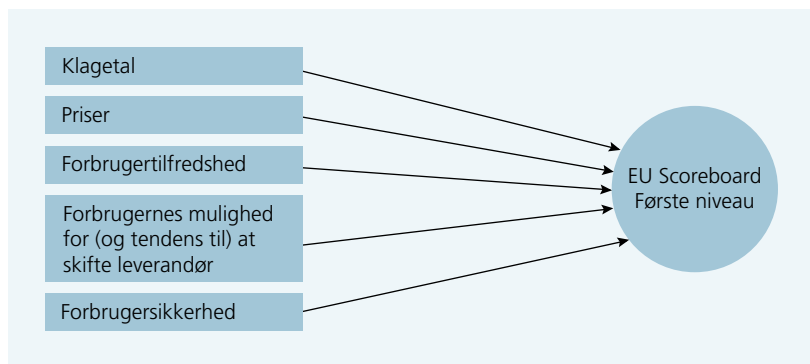 Klagetal
Priser
Forbrugertilfredshed
Forbrugernes mulighed
for (og tendens til) at
skifte leverandør
Forbrugersikkerhed
EU Scoreboard
Første niveau